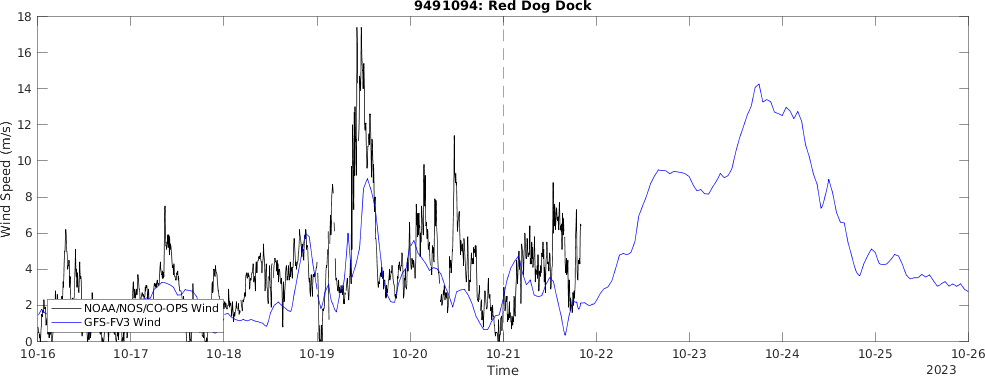 9491094: Red Dog Dock
18
16
14
12
10
8
6
4
2
0
Wind Speed (m/s)
NOAA/NOS/CO-OPS Wind
GFS-FV3 Wind
10-16 10-17 10-18 10-19 10-20 10-21 10-22 10-23 10-24 10-25 10-26
Time
2023